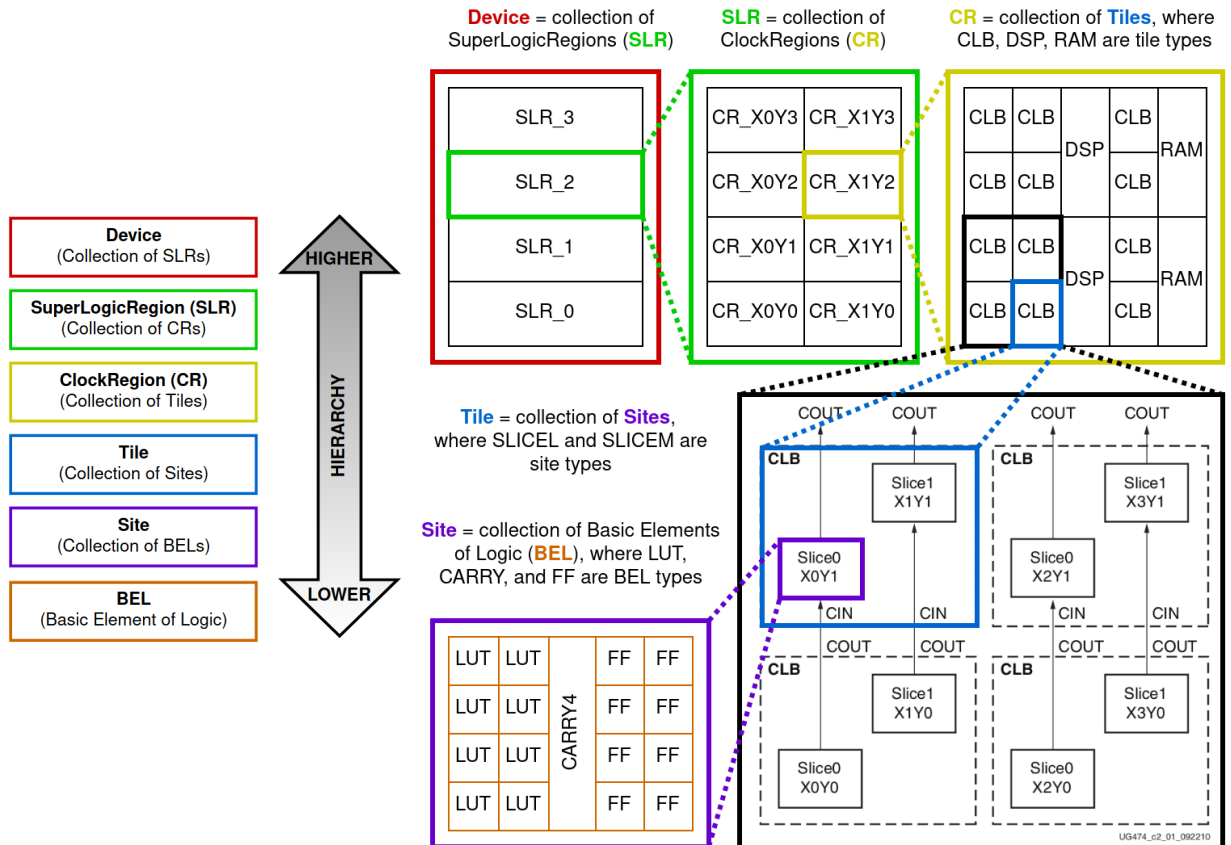 Device = collection of
SuperLogicRegions (SLR)
SLR = collection of
ClockRegions (CR)
CR = collection of Tiles, where
CLB, DSP, RAM are tile types
SLR_3
SLR_2
SLR_1
SLR_0
CR_X0Y3 CR_X1Y3
CR_X0Y2 CR_X1Y2
CR_X0Y1 CR_X1Y1
CR_X0Y0 CR_X1Y0
CLB CLB CLB
DSP RAM
CLB CLB CLB
CLB CLB CLB
DSP RAM
CLB CLB CLB
Device
(Collection of SLRs)
SuperLogicRegion (SLR)
(Collection of CRs)
ClockRegion (CR)
(Collection of Tiles)
Tile
(Collection of Sites)
Site
(Collection of BELs)
BEL
(Basic Element of Logic)
HIGHER
HIERARCHY
LOWER
Tile = collection of Sites,
where SLICEL and SLICEM are
site types
Site = collection of Basic Elements
of Logic (BEL), where LUT,
CARRY, and FF are BEL types
LUT LUT FF FF
LUT LUT FF FF
CARRY4
LUT LUT FF FF
LUT LUT FF FF
COUT COUT COUT COUT
CLB CLB
Slice1
X1Y1
Slice1
X3Y1
Slice0
X0Y1
Slice0
X2Y1
CIN CIN CIN CIN
COUT COUT COUT COUT
CLB CLB
Slice1
X1Y0
Slice1
X3Y0
Slice0
X0Y0
Slice0
X2Y0
UG474_c2_01_092210